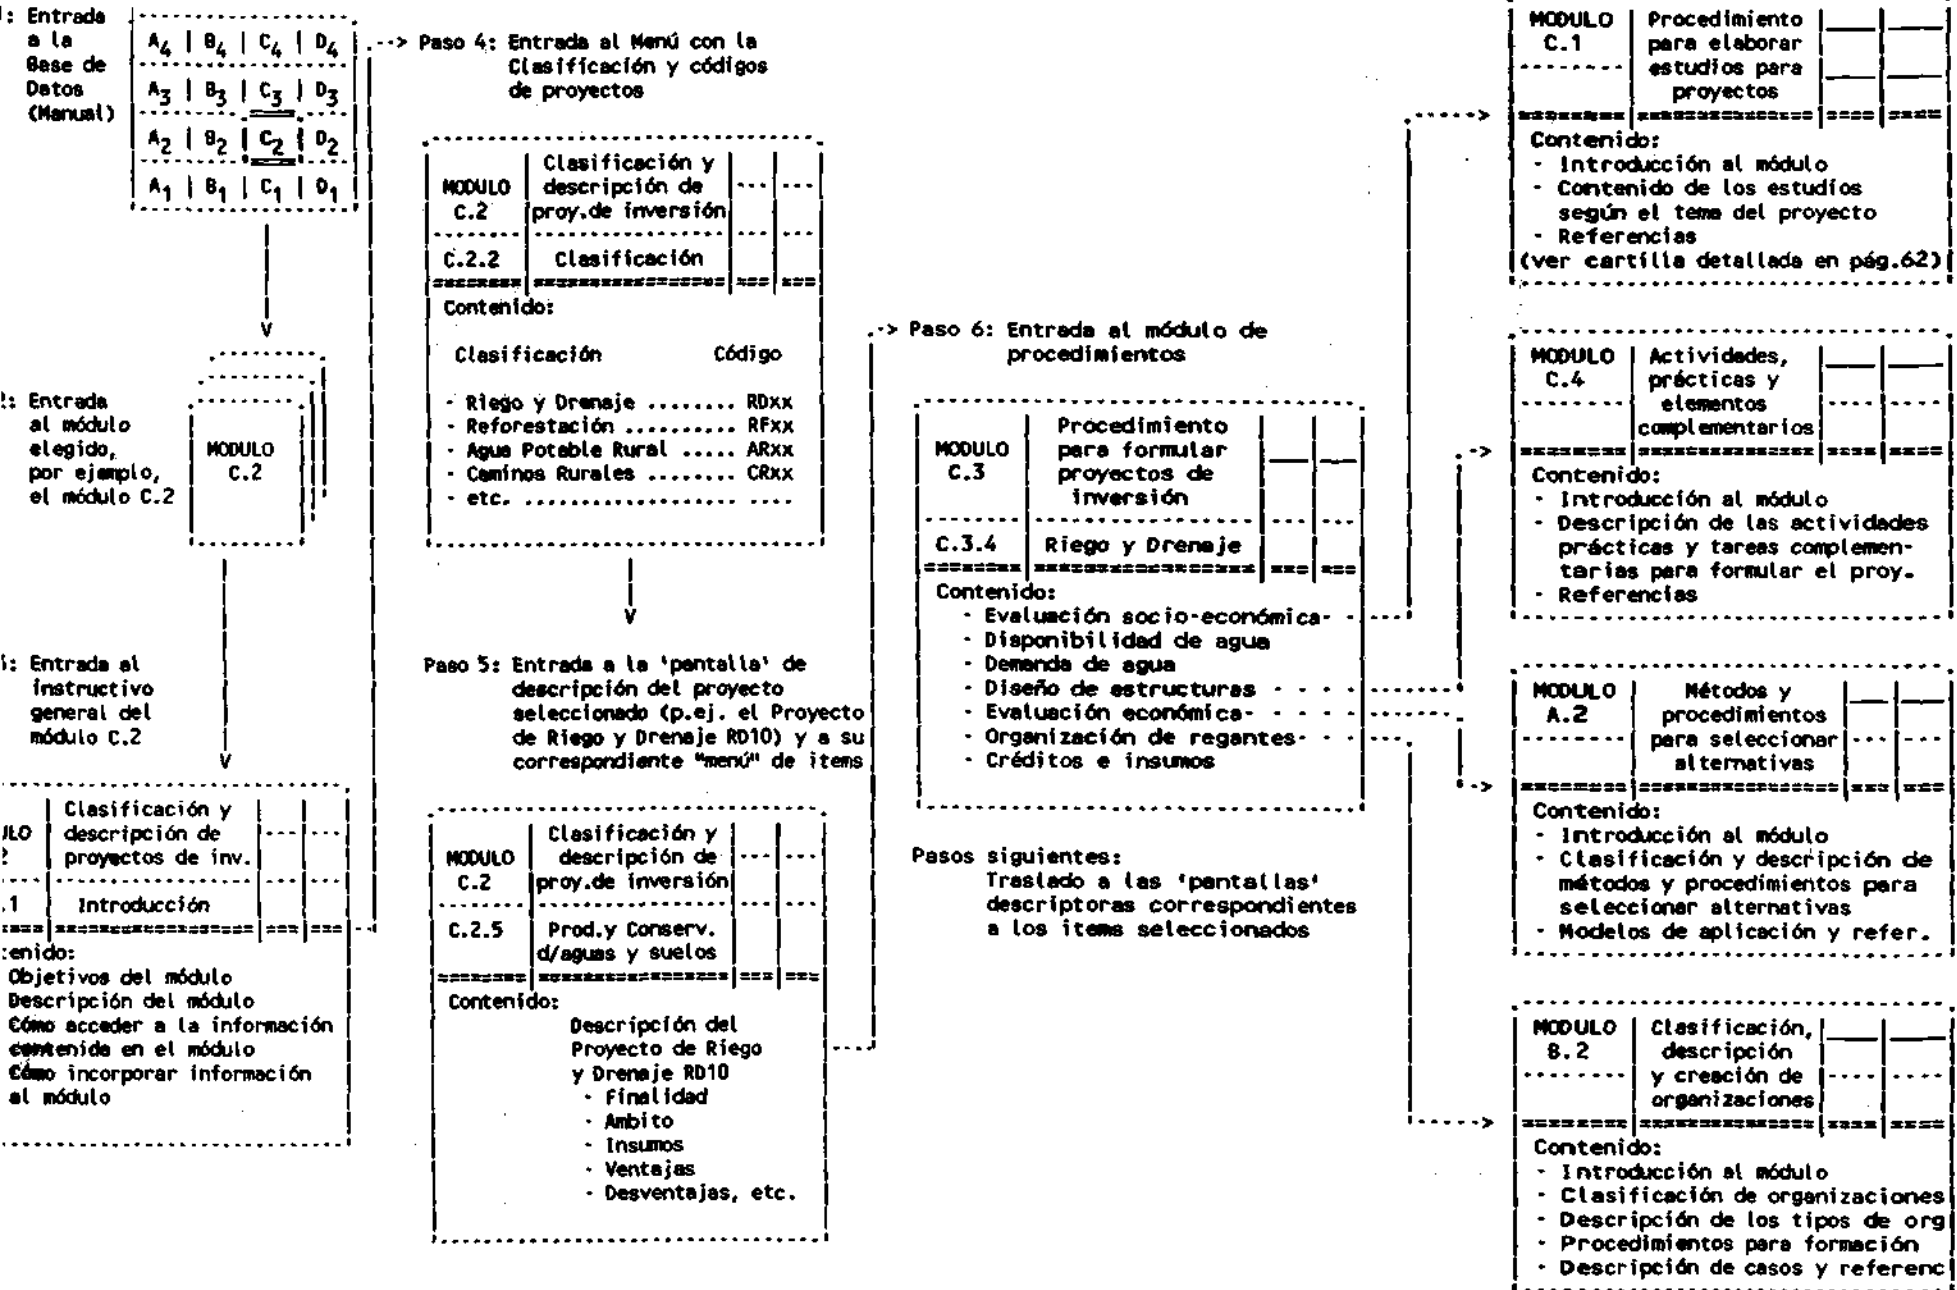 : Entrada
a la
Base de
Datos
(Manual)
A4 | B4 | C4 | D4
A3 | B3 | C3 | D3
A2 | B2 | C2 | D2
A1 | B1 | C1 | D1
: Entrada
al módulo
elegido,
por ejemplo,
el módulo C.2
MODULO
C.2
: Entrada al
instructivo
general del
módulo C.2
Clasificación y
descripción de
proyectos de inv.
.1 Introducción
Objetivos del módulo
Descripción del módulo
Cómo acceder a la información
contenida en el módulo
Cómo incorporar información
al módulo
Paso 4: Entrada al Menú con la
Clasificación y códigos
de proyectos
MODULO
C.2
Clasificación y
descripción de
proy.de inversión
C.2.2 Clasificación
Contenido:
Clasificación Código
- Riego y Drenaje ........ RDxx
- Reforestación .......... RFxx
- Agua Potable Rural ..... ARxx
- Caminos Rurales ........ CRxx
- etc. ...................... ....
Paso 5: Entrada a la 'pantalla' de
descripción del proyecto
seleccionado (p.ej. el Proyecto
de Riego y Drenaje RD10) y a su
correspondiente "menú" de items
MODULO
C.2
Clasificación y
descripción de
proy.de inversión
C.2.5
Prod.y Conserv.
d/aguas y suelos
Contenido:
Descripción del
Proyecto de Riego
y Drenaje RD10
- Finalidad
- Ambito
- Insumos
- Ventajas
- Desventajas, etc.
Paso 6: Entrada al módulo de
procedimientos
MODULO
C.3
Procedimiento
para formular
proyectos de
inversión
C.3.4 Riego y Drenaje
Contenido:
- Evaluación socio-económica-
- Disponibilidad de agua
- Demanda de agua
- Diseño de estructuras
- Evaluación económica-
- Organización de regantes-
- Créditos e insumos
Pasos siguientes:
Traslado a las 'pantallas'
descriptoras correspondientes
a los items seleccionados
MODULO
C.1
Procedimiento
para elaborar
estudios para
proyectos
Contenido:
- Introducción al módulo
- Contenido de los estudios
según el tema del proyecto
- Referencias
(ver cartilla detallada en pág.62)
MODULO
C.4
Actividades,
prácticas y
elementos
complementarios
Contenido:
- Introducción al módulo
- Descripción de las actividades
prácticas y tareas complemen-
tarias para formular el proy.
- Referencias
MODULO
A.2
Métodos y
procedimientos
para seleccionar
alternativas
Contenido:
- Introducción al módulo
- Clasificación y descripción de
métodos y procedimientos para
seleccionar alternativas
- Modelos de aplicación y refer.
MODULO
B.2
Clasificación,
descripción
y creación de
organizaciones
Contenido:
- Introducción al módulo
- Clasificación de organizaciones
- Descripción de los tipos de org
- Procedimientos para formación
- Descripción de casos y referenc